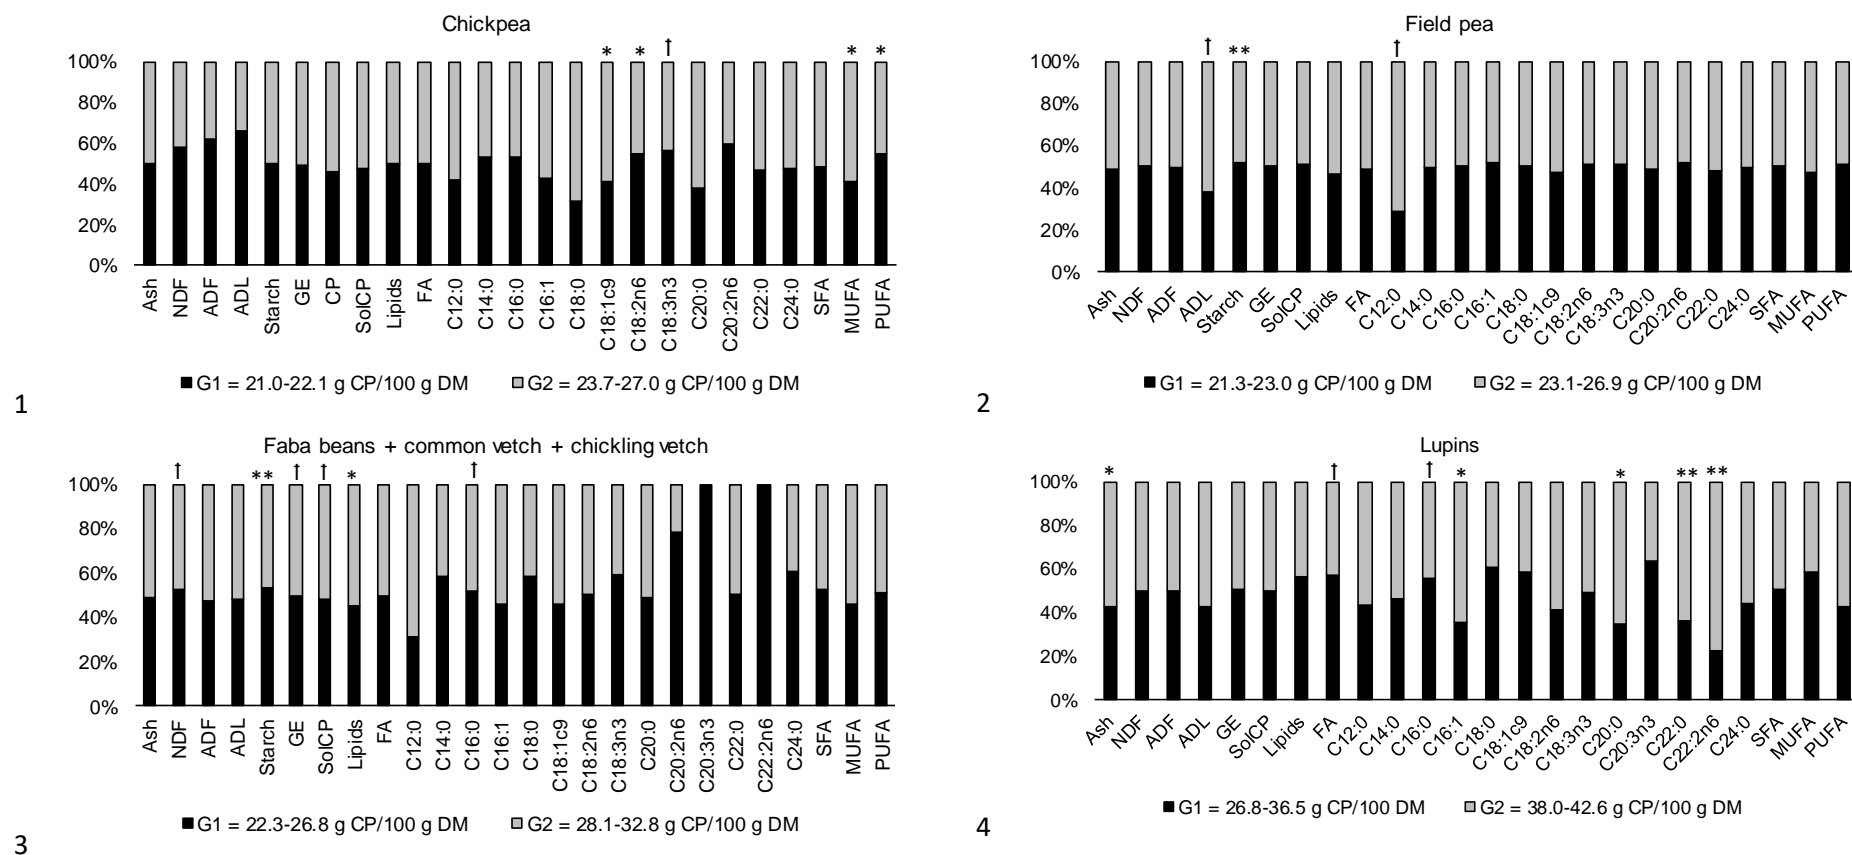 Chickpea
* * † * *
100%
80%
60%
40%
20%
0%
Ash NDF ADF ADL Starch GE CP SolCP Lipids FA C12:0 C14:0 C16:0 C16:1 C18:0 C18:1c9 C18:2n6 C18:3n3 C20:0 C20:2n6 C22:0 C24:0 SFA MUFA PUFA
G1 = 21.0-22.1 g CP/100 g DM G2 = 23.7-27.0 g CP/100 g DM
1
Field pea
† ** †
100%
80%
60%
40%
20%
0%
Ash NDF ADF ADL Starch GE SolCP Lipids FA C12:0 C14:0 C16:0 C16:1 C18:0 C18:1c9 C18:2n6 C18:3n3 C20:0 C20:2n6 C22:0 C24:0 SFA MUFA PUFA
G1 = 21.3-23.0 g CP/100 g DM G2 = 23.1-26.9 g CP/100 g DM
2
Faba beans + common vetch + chickling vetch
† ** † † * †
100%
80%
60%
40%
20%
0%
Ash NDF ADF ADL Starch GE SolCP Lipids FA C12:0 C14:0 C16:0 C16:1 C18:0 C18:1c9 C18:2n6 C18:3n3 C20:0 C20:2n6 C20:3n3 C22:0 C22:2n6 C24:0 SFA MUFA PUFA
G1 = 22.3-26.8 g CP/100 g DM G2 = 28.1-32.8 g CP/100 g DM
3
Lupins
* † † * * ** **
100%
80%
60%
40%
20%
0%
Ash NDF ADF ADL GE SolCP Lipids FA C12:0 C14:0 C16:0 C16:1 C18:0 C18:1c9 C18:2n6 C18:3n3 C20:0 C20:3n3 C22:0 C22:2n6 C24:0 SFA MUFA PUFA
G1 = 26.8-36.5 g CP/100 DM G2 = 38.0-42.6 g CP/100 DM
4